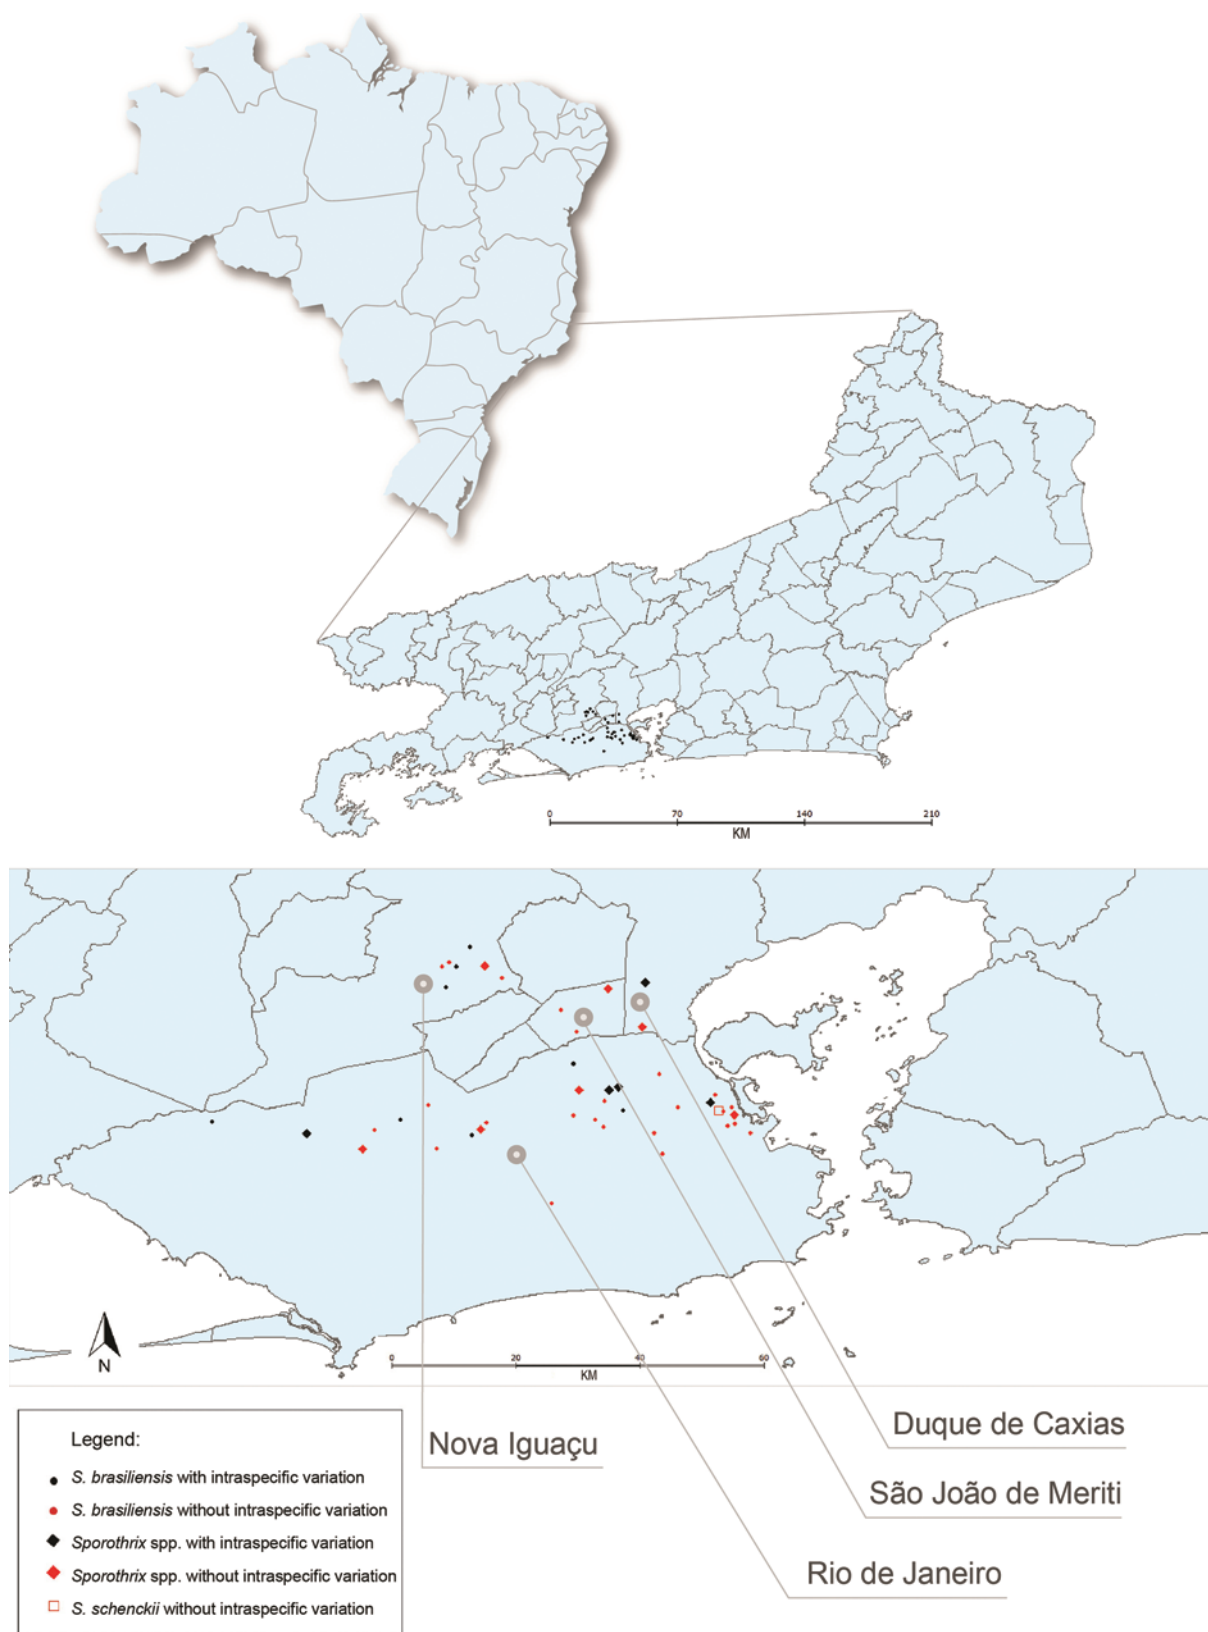 0 70 140 210
KM
N
0 20 40 60
KM
Legend:
S. brasiliensis with intraspecific variation
S. brasiliensis without intraspecific variation
Sporothrix spp. with intraspecific variation
Sporothrix spp. without intraspecific variation
S. schenckii without intraspecific variation
Nova Iguaçu
Duque de Caxias
São João de Meriti
Rio de Janeiro